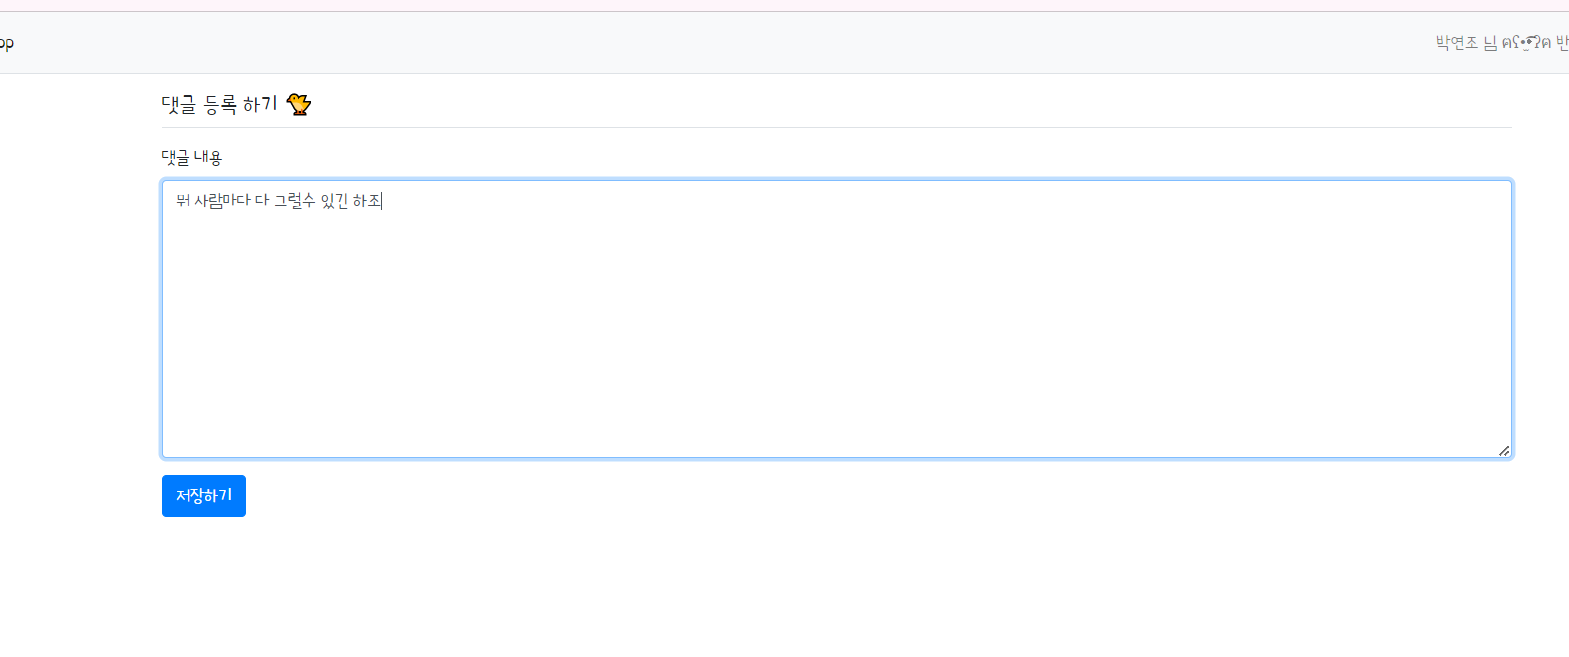 op
박연조 님 ฅʕ•̫͡•ʔฅ 반
댓글 등록 하기 🐤
댓글 내용
뭐 사람마다 다 그럴수 있긴 하죠
저장하기